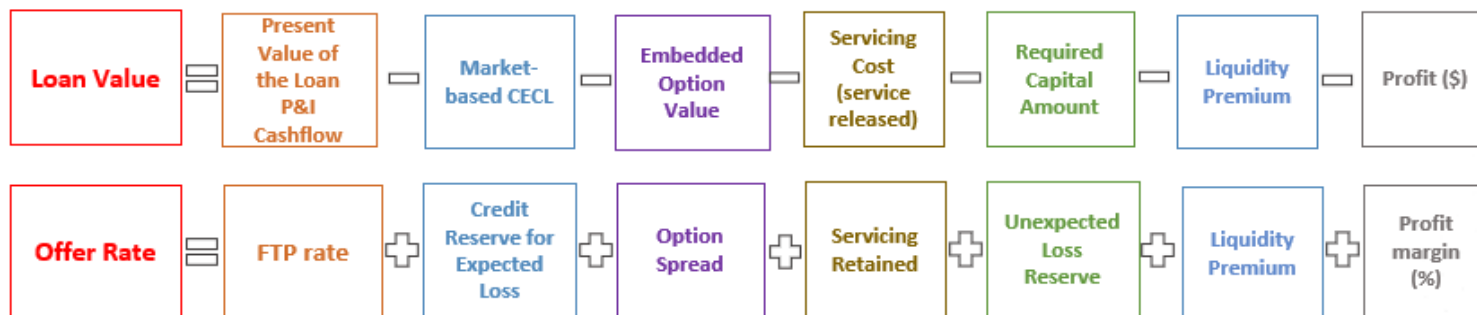 Loan Value
=
Present
Value of
the Loan
P&I
Cashflow
−
Market-
based CECL
−
Embedded
Option
Value
−
Servicing
Cost
(service
released)
−
Required
Capital
Amount
−
Liquidity
Premium
−
Profit ($)
Offer Rate
=
FTP rate
+
Credit
Reserve for
Expected
Loss
+
Option
Spread
+
Servicing
Retained
+
Unexpected
Loss
Reserve
+
Liquidity
Premium
+
Profit
margin
(%)